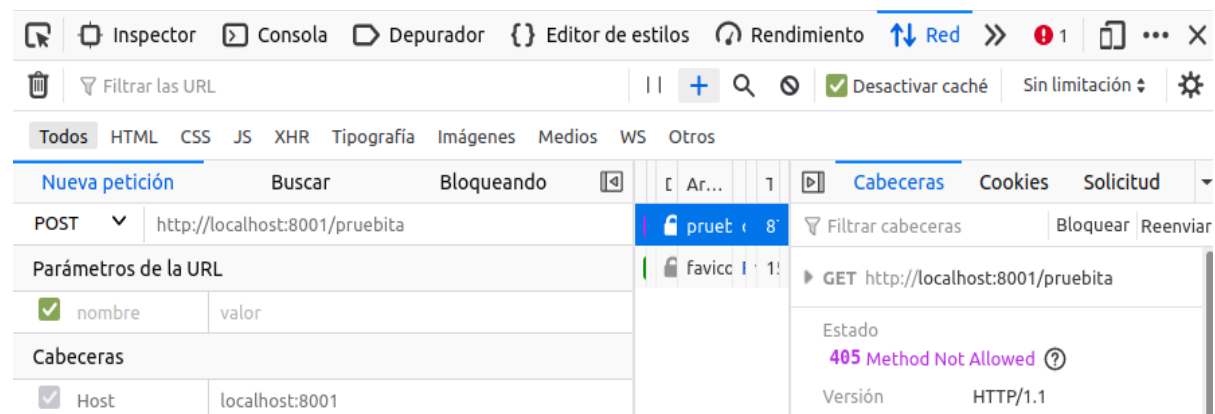 Inspector Consola Depurador Editor de estilos Rendimiento Red 1
Filtrar las URL Desactivar caché Sin limitación
Todos HTML CSS JS XHR Tipografía Imágenes Medios WS Otros
Nueva petición Buscar Bloqueando Ar... Cabeceras Cookies Solicitud
POST http://localhost:8001/pruebita Filtrar cabeceras Bloquear Reenviar
Parámetros de la URL GET http://localhost:8001/pruebita
nombre valor Estado
Cabeceras 405 Method Not Allowed
Host localhost:8001 Versión HTTP/1.1